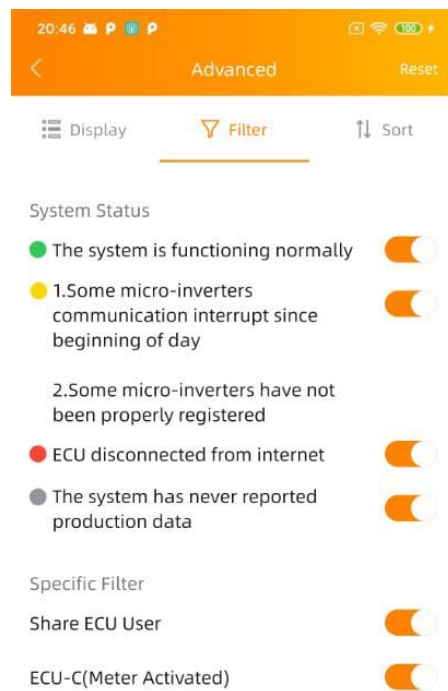 20:46 P P 100
Advanced Reset
Display Filter Sort
System Status
The system is functioning normally
1.Some micro-inverters
communication interrupt since
beginning of day
2.Some micro-inverters have not
been properly registered
ECU disconnected from internet
The system has never reported
production data
Specific Filter
Share ECU User
ECU-C(Meter Activated)